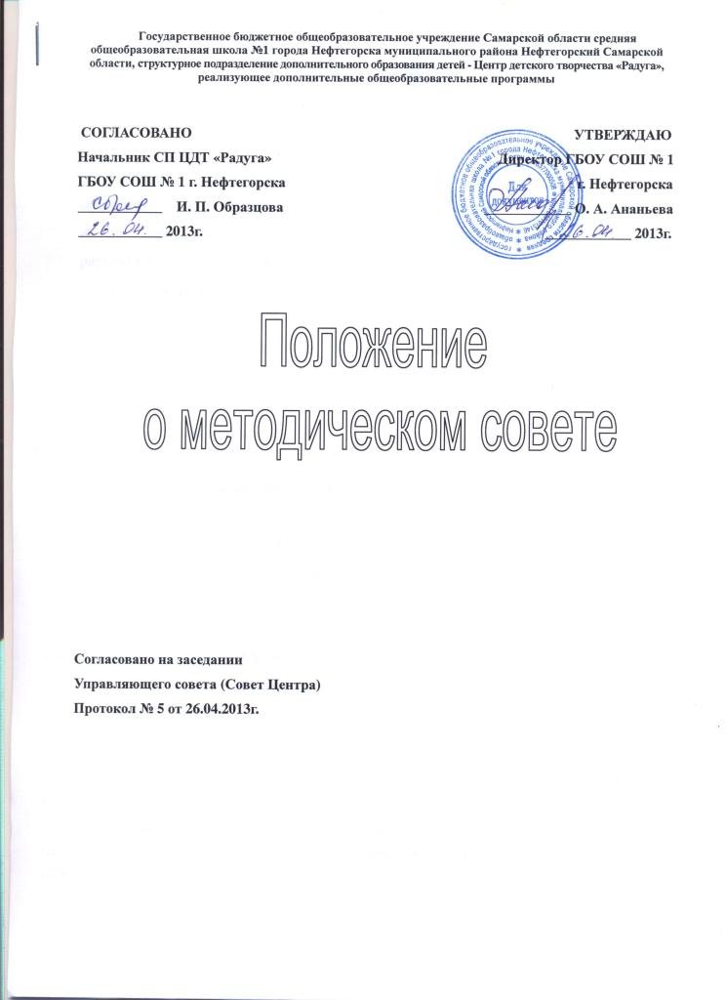 Государственное бюджетное общеобразовательное учреждение Самарской области средняя
общеобразовательная школа №1 города Нефтегорска муниципального района Нефтегорский Самарской
области, структурное подразделение дополнительного образования детей - Центр детского творчества «Радуга»,
реализующее дополнительные общеобразовательные программы
СОГЛАСОВАНО
Начальник СП ЦДТ «Радуга»
ГБОУ СОШ № 1 г. Нефтегорска
И. П. Образцова
26.04. 2013г.
УТВЕРЖДАЮ
Директор ГБОУ СОШ № 1
г. Нефтегорска
О. А. Ананьева
26.04 2013г.
Для
документов
Положение
о методическом совете
Согласовано на заседании
Управляющего совета (Совет Центра)
Протокол № 5 от 26.04.2013г.